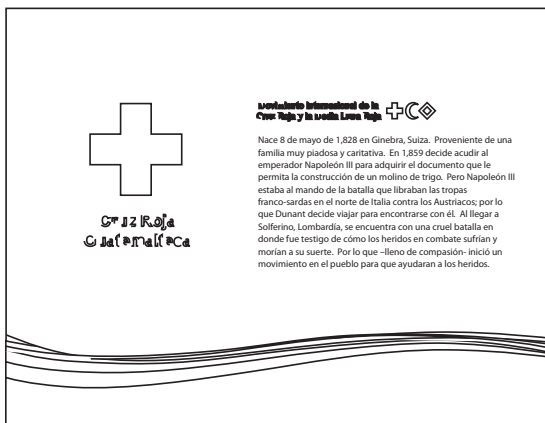 Cruz Roja
Guatemalteca
Movimiento Internacional de la
Cruz Roja y la Media Luna Roja
Nace 8 de mayo de 1,828 en Ginebra, Suiza. Proveniente de una
familia muy piadosa y caritativa. En 1,859 decide acudir al
emperador Napoleón III para adquirir el documento que le
permita la construcción de un molino de trigo. Pero Napoleón III
estaba al mando de la batalla que libraban las tropas
franco-sardas en el norte de Italia contra los Austriacos; por lo
que Dunant decide viajar para encontrarse con él. Al llegar a
Solferino, Lombardía, se encuentra con una cruel batalla en
donde fue testigo de cómo los heridos en combate sufrían y
morían a su suerte. Por lo que –lleno de compasión- inició un
movimiento en el pueblo para que ayudaran a los heridos.